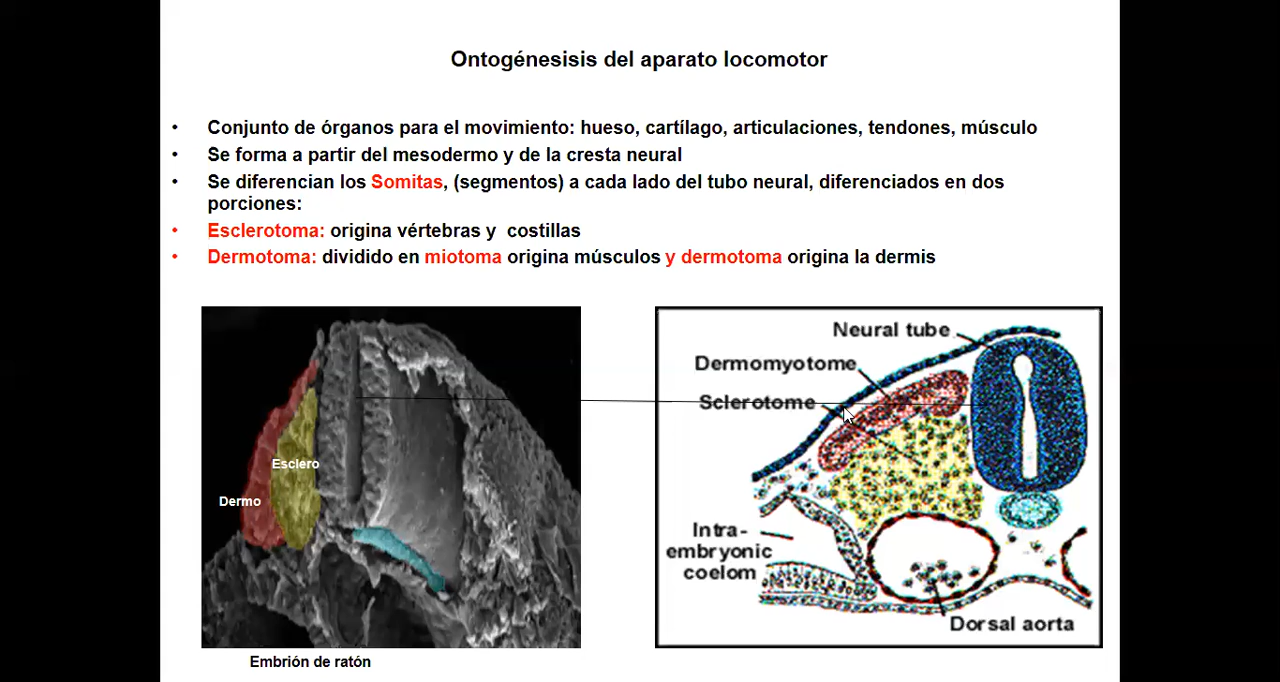 Ontogénesisis del aparato locomotor
• Conjunto de órganos para el movimiento: hueso, cartílago, articulaciones, tendones, músculo
• Se forma a partir del mesodermo y de la cresta neural
• Se diferencian los Somitas, (segmentos) a cada lado del tubo neural, diferenciados en dos
porciones:
• Esclerotoma: origina vértebras y costillas
• Dermotoma: dividido en miotoma origina músculos y dermotoma origina la dermis
Esclero
Dermo
Embrión de ratón
Neural tube
Dermomyotome
Sclerotome
Intra-
embryonic
coelom
Dorsal aorta